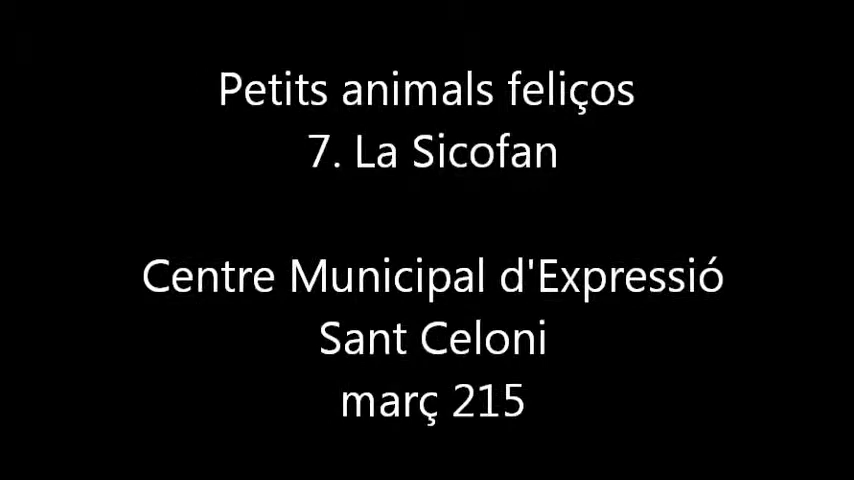 Petits animals feliços
7. La Sicofan
Centre Municipal d'Expressió
Sant Celoni
març 215